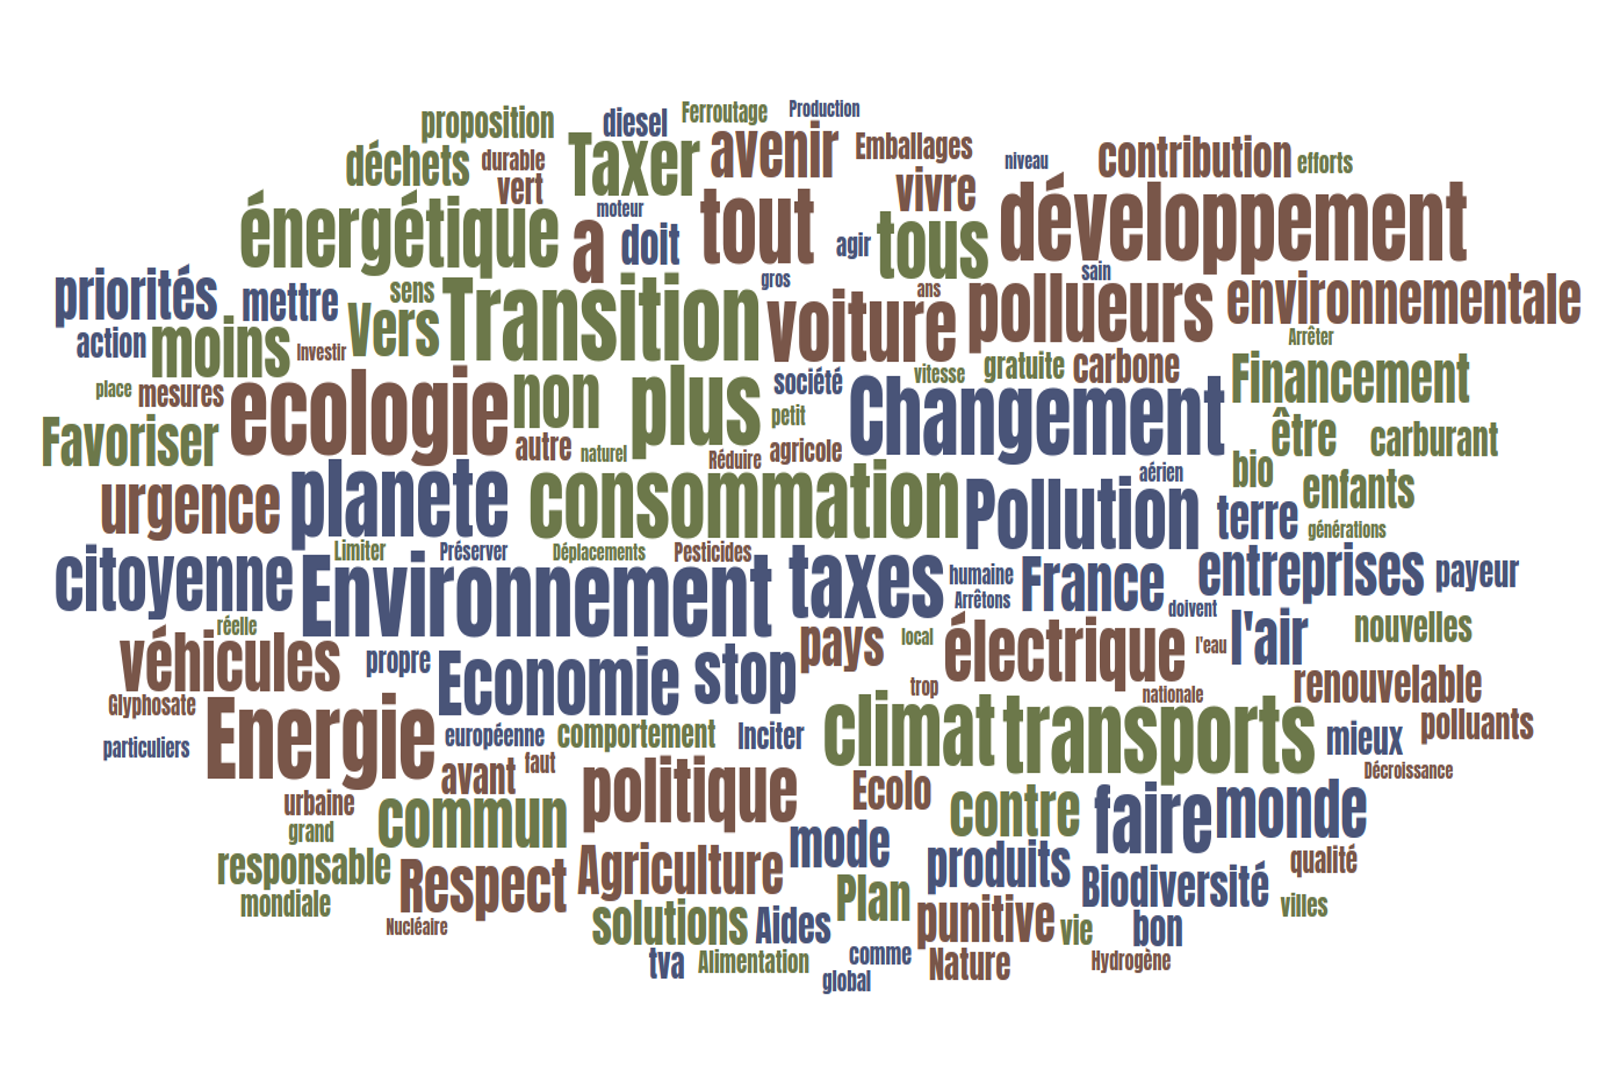 proposition
diesel
Ferroutage
Production
déchets
durable
Taxer
avenir
Emballages
niveau
contribution
efforts
vert
moteur
vivre
énergétique
a
doit
tout
agir
tous
développement
priorités
mettre
sens
gros
ans
sain
action
moins
Investir
vers
Transition
voiture
pollueurs
environnementale
Arrêter
place
mesures
ecologie
non
plus
société
petit
vitesse
gratuite
carbone
Changement
Financement
Favoriser
autre
naturel
Réduire
agricole
être
carburant
urgence
planete
consommation
Pollution
aérien
bio
terre
enfants
générations
Limiter
Préserver
Déplacements
Pesticides
citoyenne
Environnement
taxes
humaine
Arrêtons
France
doivent
entreprises
payeur
réelle
véhicules
propre
Economie
stop
pays
local
électrique
l'eau
l'air
nouvelles
Glyphosate
particuliers
Energie
européenne
comportement
Inciter
trop
climat
nationale
transports
renouvelable
mieux
polluants
Décroissance
urbaine
grand
avant
faut
commun
politique
Ecolo
contre
faire
monde
responsable
mondiale
Respect
Nucléaire
Agriculture
mode
produits
Biodiversité
qualité
villes
solutions
Aides
Plan
punitive
vie
bon
tva
Alimentation
comme
global
Nature
Hydrogène